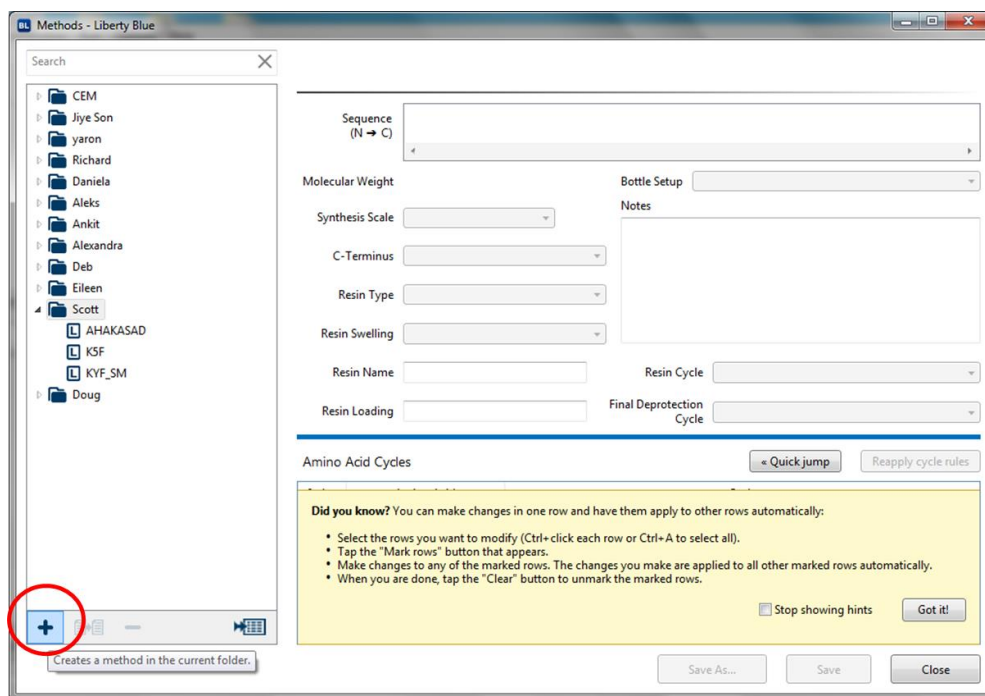 BL Methods - Liberty Blue
Search
CEM
Jiye Son
yaron
Richard
Daniela
Aleks
Ankit
Alexandra
Deb
Eileen
Scott
L AHAKASAD
L K5F
L KYF_SM
Doug
Creates a method in the current folder.
Sequence
(N → C)
Molecular Weight
Bottle Setup
Synthesis Scale
Notes
C-Terminus
Resin Type
Resin Swelling
Resin Name
Resin Cycle
Resin Loading
Final Deprotection
Cycle
Amino Acid Cycles
« Quick jump
Reapply cycle rules
Did you know? You can make changes in one row and have them apply to other rows automatically:
• Select the rows you want to modify (Ctrl+click each row or Ctrl+A to select all).
• Tap the "Mark rows" button that appears.
• Make changes to any of the marked rows. The changes you make are applied to all other marked rows automatically.
• When you are done, tap the "Clear" button to unmark the marked rows.
Stop showing hints
Got it!
Save As...
Save
Close